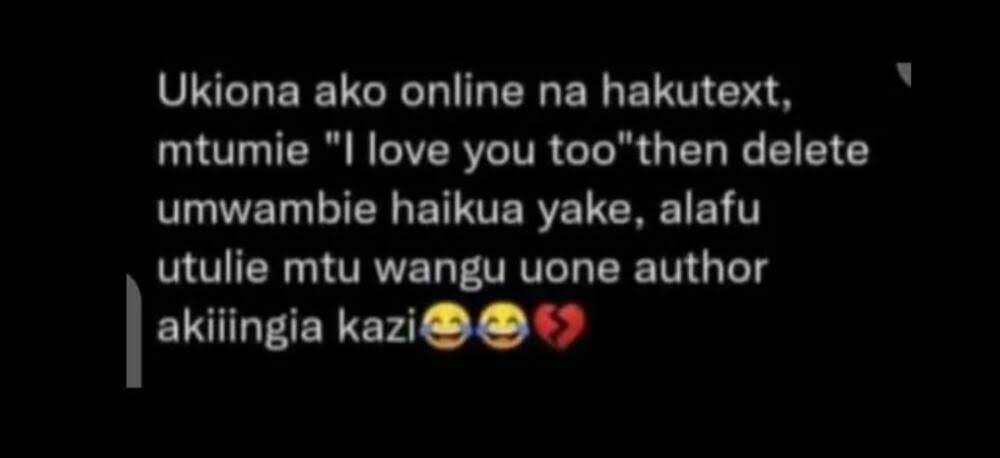 Ukiona ako online na hakutext,
mtumie "I love you too"then delete
umwambie haikua yake, alafu
utulie mtu wangu uone author
akiiingia kazi😂😂💔